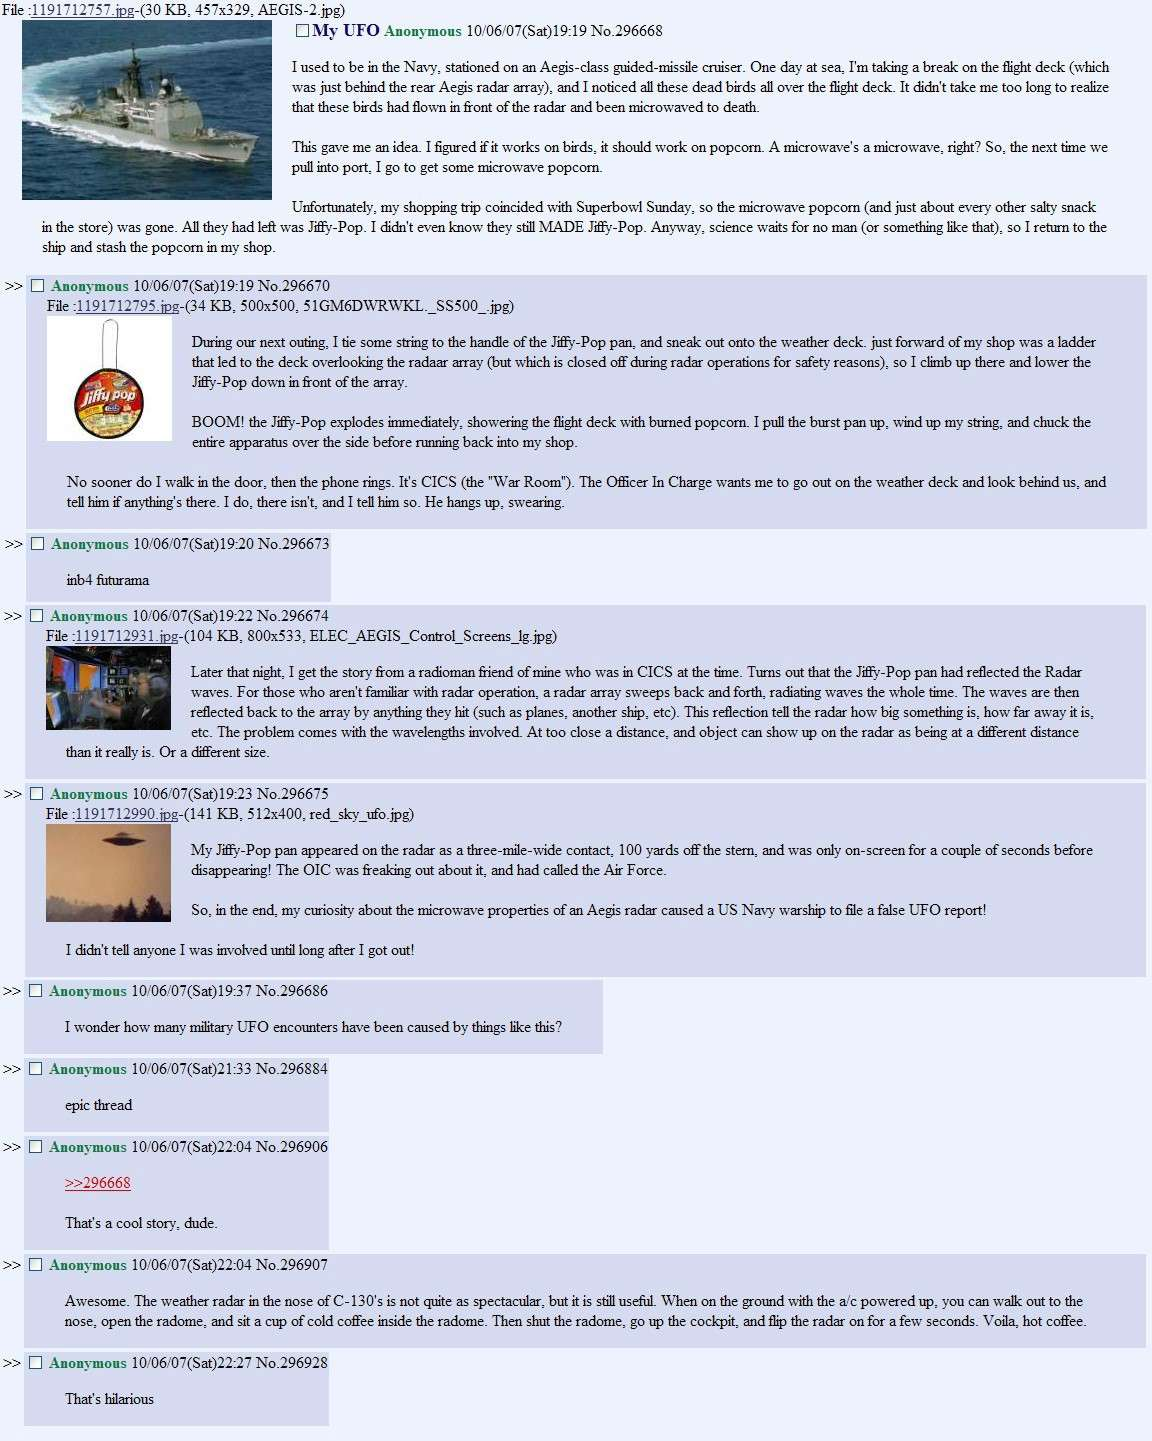 File :1191712757.jpg-(30 KB, 457x329, AEGIS-2.jpg)
My UFO Anonymous 10/06/07(Sat)19:19 No.296668
I used to be in the Navy, stationed on an Aegis-class guided-missile cruiser. One day at sea, I'm taking a break on the flight deck (which
was just behind the rear Aegis radar array), and I noticed all these dead birds all over the flight deck. It didn't take me too long to realize
that these birds had flown in front of the radar and been microwaved to death.
This gave me an idea. I figured if it works on birds, it should work on popcorn. A microwave's a microwave, right? So, the next time we
pull into port, I go to get some microwave popcorn.
Unfortunately, my shopping trip coincided with Superbowl Sunday, so the microwave popcorn (and just about every other salty snack
in the store) was gone. All they had left was Jiffy-Pop. I didn't even know they still MADE Jiffy-Pop. Anyway, science waits for no man (or something like that), so I return to the
ship and stash the popcorn in my shop.
>> Anonymous 10/06/07(Sat)19:19 No.296670
File :1191712795.jpg-(34 KB, 500x500, 51GM6DWRWKL._SS500_.jpg)
Jiffy pop
During our next outing, I tie some string to the handle of the Jiffy-Pop pan, and sneak out onto the weather deck. just forward of my shop was a ladder
that led to the deck overlooking the radaar array (but which is closed off during radar operations for safety reasons), so I climb up there and lower the
Jiffy-Pop down in front of the array.
BOOM! the Jiffy-Pop explodes immediately, showering the flight deck with burned popcorn. I pull the burst pan up, wind up my string, and chuck the
entire apparatus over the side before running back into my shop.
No sooner do I walk in the door, then the phone rings. It's CICS (the "War Room"). The Officer In Charge wants me to go out on the weather deck and look behind us, and
tell him if anything's there. I do, there isn't, and I tell him so. He hangs up, swearing.
>> Anonymous 10/06/07(Sat)19:20 No.296673
inb4 futurama
>> Anonymous 10/06/07(Sat)19:22 No.296674
File :1191712931.jpg-(104 KB, 800x533, ELEC_AEGIS_Control_Screens_lg.jpg)
Later that night, I get the story from a radioman friend of mine who was in CICS at the time. Turns out that the Jiffy-Pop pan had reflected the Radar
waves. For those who aren't familiar with radar operation, a radar array sweeps back and forth, radiating waves the whole time. The waves are then
reflected back to the array by anything they hit (such as planes, another ship, etc). This reflection tell the radar how big something is, how far away it is,
etc. The problem comes with the wavelengths involved. At too close a distance, and object can show up on the radar as being at a different distance
than it really is. Or a different size.
>> Anonymous 10/06/07(Sat)19:23 No.296675
File :1191712990.jpg-(141 KB, 512x400, red_sky_ufo.jpg)
My Jiffy-Pop pan appeared on the radar as a three-mile-wide contact, 100 yards off the stern, and was only on-screen for a couple of seconds before
disappearing! The OIC was freaking out about it, and had called the Air Force.
So, in the end, my curiosity about the microwave properties of an Aegis radar caused a US Navy warship to file a false UFO report!
I didn't tell anyone I was involved until long after I got out!
>> Anonymous 10/06/07(Sat)19:37 No.296686
I wonder how many military UFO encounters have been caused by things like this?
>> Anonymous 10/06/07(Sat)21:33 No.296884
epic thread
>> Anonymous 10/06/07(Sat)22:04 No.296906
>>296668
That's a cool story, dude.
>> Anonymous 10/06/07(Sat)22:04 No.296907
Awesome. The weather radar in the nose of C-130's is not quite as spectacular, but it is still useful. When on the ground with the a/c powered up, you can walk out to the
nose, open the radome, and sit a cup of cold coffee inside the radome. Then shut the radome, go up the cockpit, and flip the radar on for a few seconds. Voila, hot coffee.
>> Anonymous 10/06/07(Sat)22:27 No.296928
That's hilarious